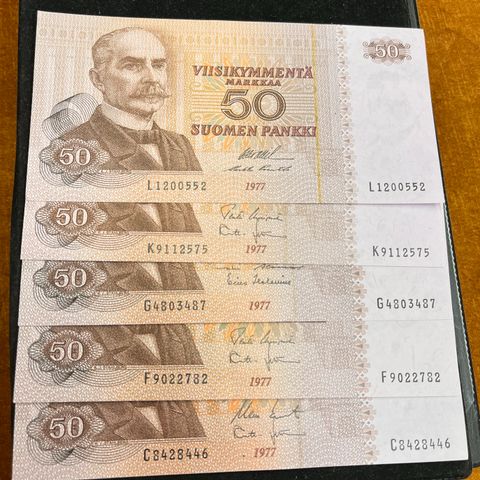 50
VIISIKYMMENTÄ
MARKKAA
50
SUOMEN PANKKI
50
L1200552 1977 L1200552
50
K9112575 1977 K9112575
50
G4803487 1977 G4803487
50
F9022782 1977 F9022782
50
C8428446 1977 C8428446